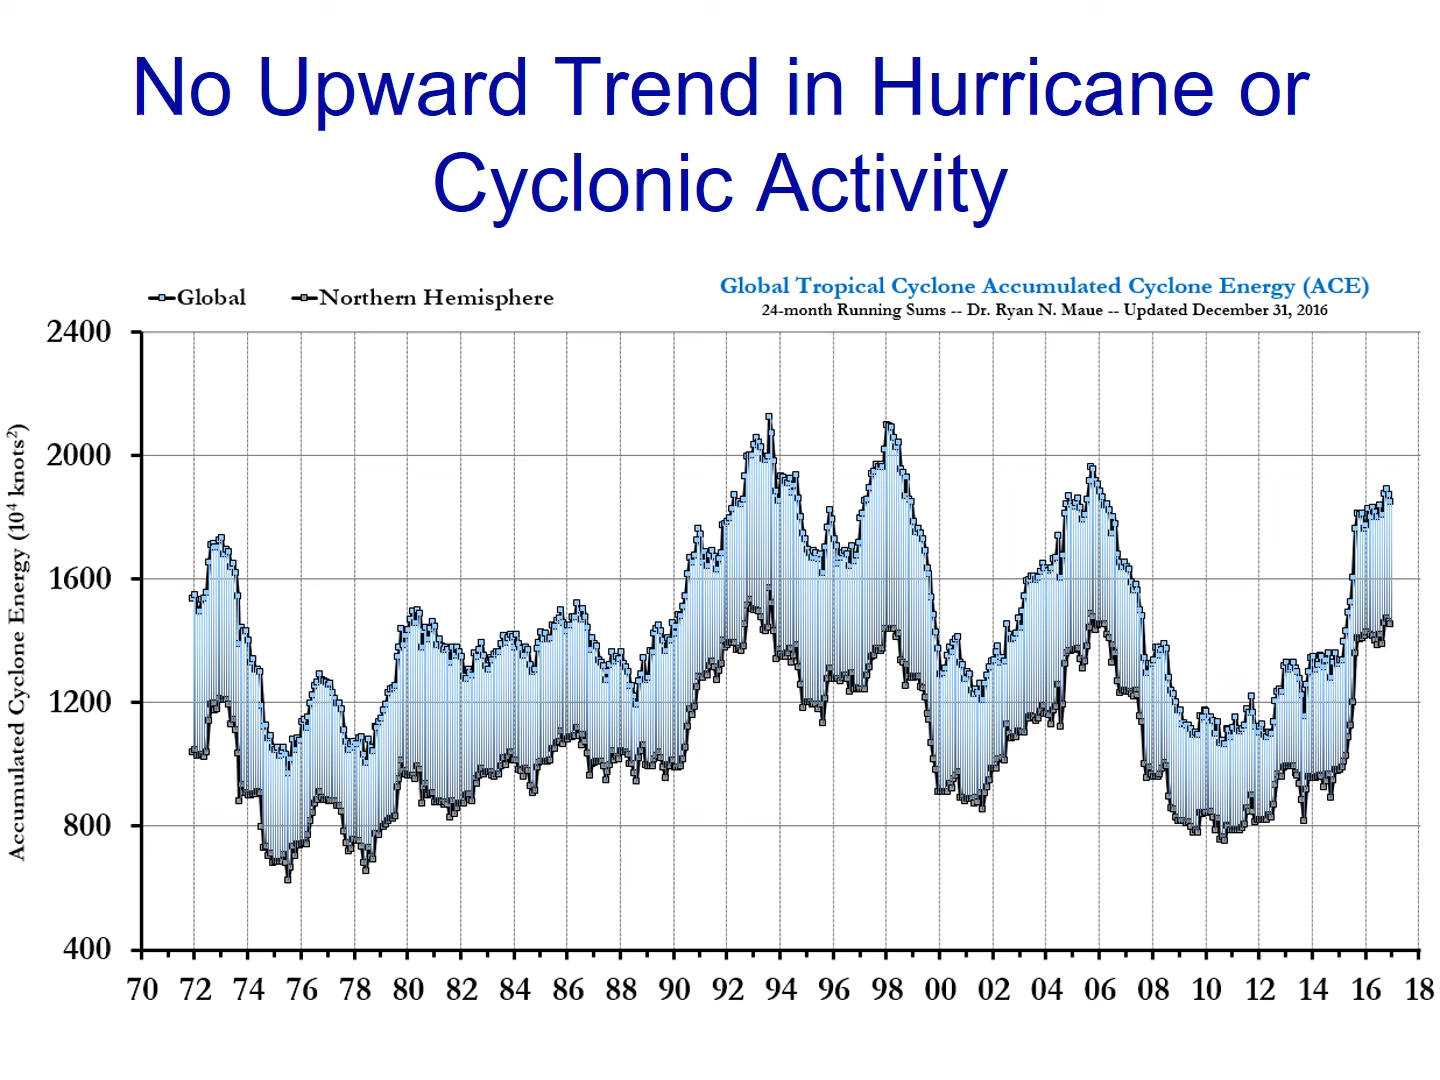 No Upward Trend in Hurricane or
Cyclonic Activity
Global
Northern Hemisphere
Global Tropical Cyclone Accumulated Cyclone Energy (ACE)
24-month Running Sums -- Dr. Ryan N. Maue -- Updated December 31, 2016
Accumulated Cyclone Energy (10⁴ knots²)
2400
2000
1600
1200
800
400
70 72 74 76 78 80 82 84 86 88 90 92 94 96 98 00 02 04 06 08 10 12 14 16 18